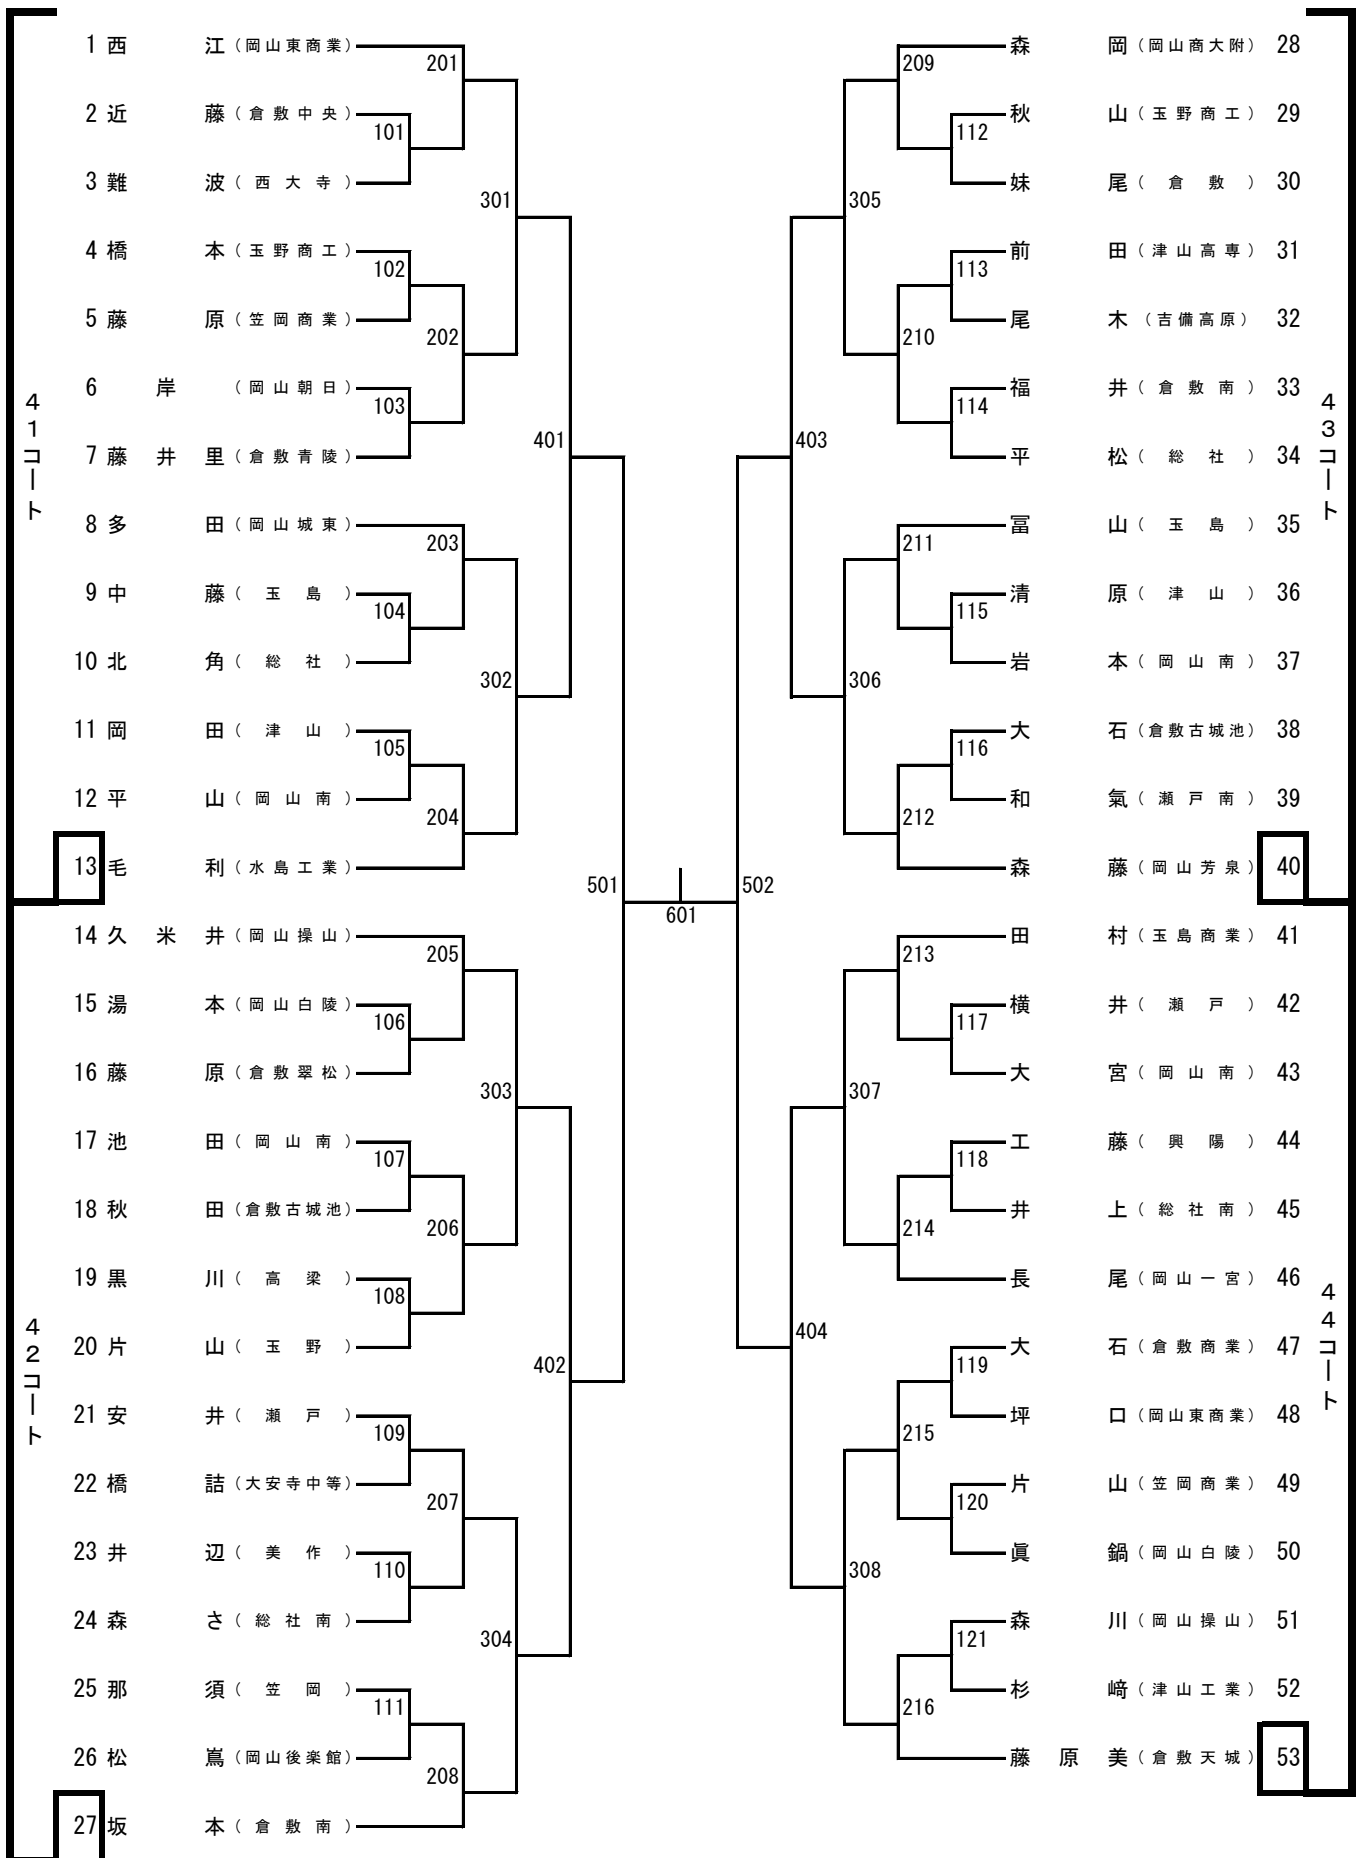 1 西江(岡山東商業)
2 近藤(倉敷中央)
3 難波(西大寺)
4 橋本(玉野商工)
5 藤原(笠岡商業)
6 岸(岡山朝日)
7 藤井里(倉敷青陵)
8 多田(岡山城東)
9 中藤(玉島)
10 北角(総社)
11 岡田(津山)
12 平山(岡山南)
13 毛利(水島工業)
41コート
14 久米井(岡山操山)
15 湯本(岡山白陵)
16 藤原(倉敷翠松)
17 池田(岡山南)
18 秋田(倉敷古城池)
19 黒川(高梁)
20 片山(玉野)
21 安井(瀬戸)
22 橋詰(大安寺中等)
23 井辺(美作)
24 森さ(総社南)
25 那須(笠岡)
26 松嶌(岡山後楽館)
27 坂本(倉敷南)
42コート
101
102
103
104
105
106
107
108
109
110
111
201
202
203
204
205
206
207
208
301
302
303
304
401
402
501
601
502
403
404
305
306
307
308
209
210
211
212
213
214
215
216
112
113
114
115
116
117
118
119
120
121
森岡(岡山商大附) 28
秋山(玉野商工) 29
妹尾(倉敷) 30
前田(津山高専) 31
尾木(吉備高原) 32
福井(倉敷南) 33
平松(総社) 34
冨山(玉島) 35
清原(津山) 36
岩本(岡山南) 37
大石(倉敷古城池) 38
和氣(瀬戸南) 39
森藤(岡山芳泉) 40
43コート
田村(玉島商業) 41
横井(瀬戸) 42
大宮(岡山南) 43
工藤(興陽) 44
井上(総社南) 45
長尾(岡山一宮) 46
大石(倉敷商業) 47
坪口(岡山東商業) 48
片山(笠岡商業) 49
眞鍋(岡山白陵) 50
森川(岡山操山) 51
杉﨑(津山工業) 52
藤原美(倉敷天城) 53
44コート